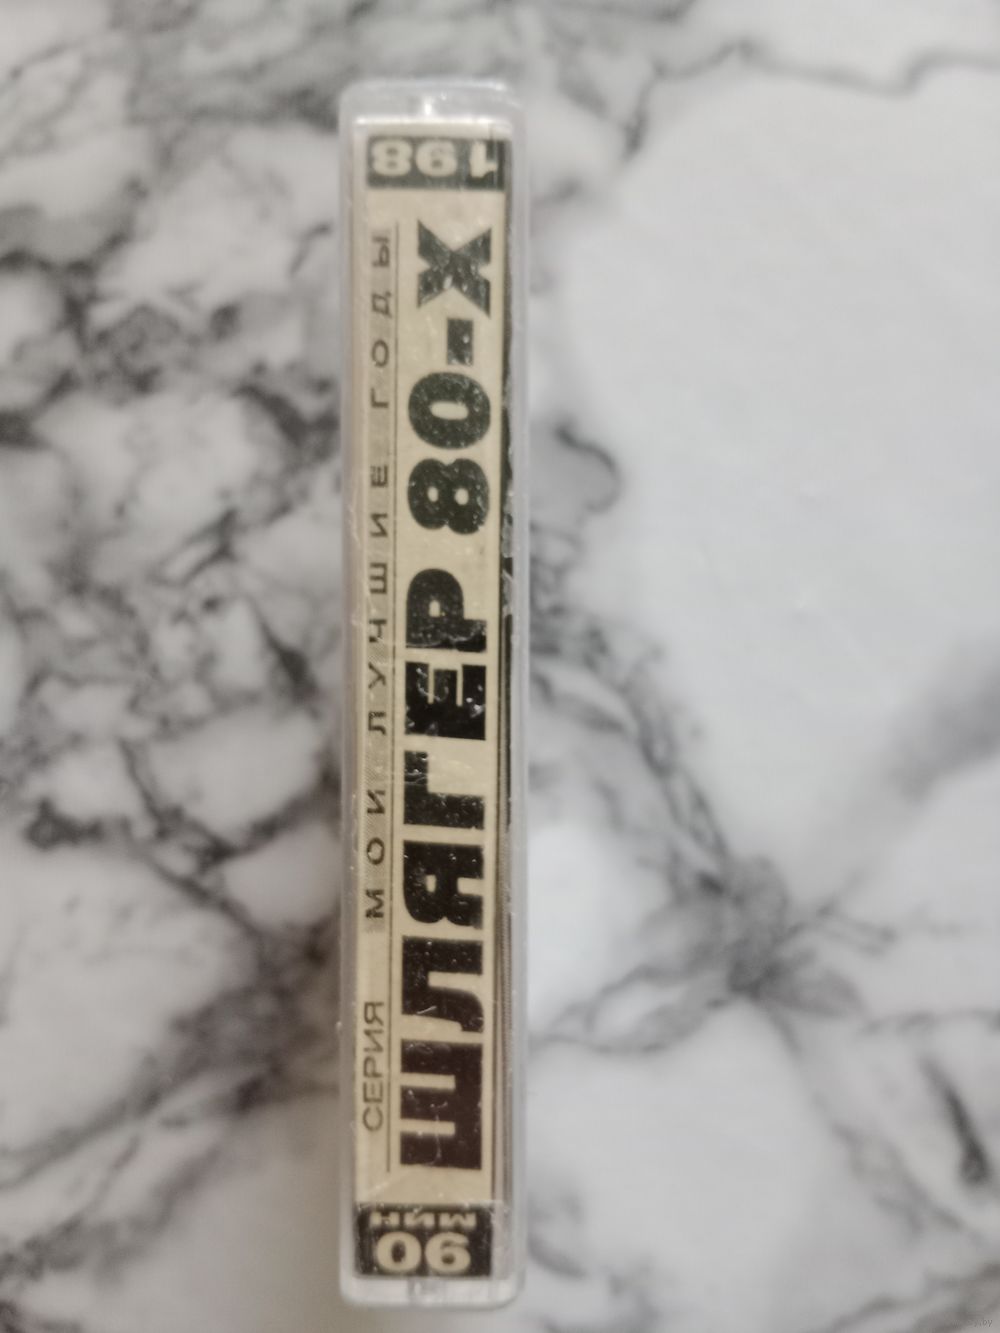 90
МИН
СЕРИЯ МОИ ЛУЧШИЕ ГОДЫ
ШЛЯГЕР 80-Х
198